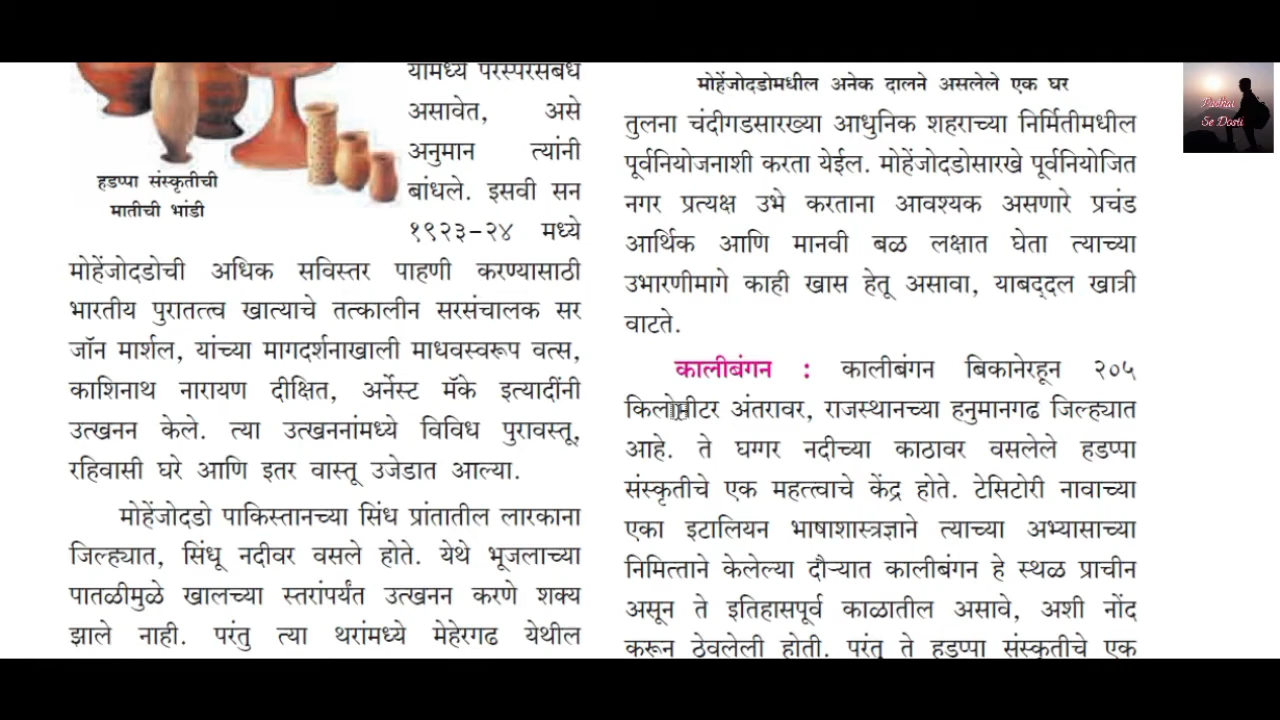 यांमध्ये परस्परसंबंध
असावेत, असे
अनुमान त्यांनी
बांधले. इसवी सन
१९२३-२४ मध्ये
हडप्पा संस्कृतीची
मातीची भांडी
मोहेंजोदडोची अधिक सविस्तर पाहणी करण्यासाठी
भारतीय पुरातत्त्व खात्याचे तत्कालीन सरसंचालक सर
जॉन मार्शल, यांच्या मागदर्शनाखाली माधवस्वरूप वत्स,
काशिनाथ नारायण दीक्षित, अर्नेस्ट मॅके इत्यादींनी
उत्खनन केले. त्या उत्खननांमध्ये विविध पुरावस्तू,
रहिवासी घरे आणि इतर वास्तू उजेडात आल्या.
मोहेंजोदडो पाकिस्तानच्या सिंध प्रांतातील लारकाना
जिल्ह्यात, सिंधू नदीवर वसले होते. येथे भूजलाच्या
पातळीमुळे खालच्या स्तरांपर्यंत उत्खनन करणे शक्य
झाले नाही. परंतु त्या थरांमध्ये मेहेरगढ येथील
मोहेंजोदडोमधील अनेक दालने असलेले एक घर
तुलना चंदीगडसारख्या आधुनिक शहराच्या निर्मितीमधील
पूर्वनियोजनाशी करता येईल. मोहेंजोदडोसारखे पूर्वनियोजित
नगर प्रत्यक्ष उभे करताना आवश्यक असणारे प्रचंड
आर्थिक आणि मानवी बळ लक्षात घेता त्याच्या
उभारणीमागे काही खास हेतू असावा, याबद्दल खात्री
वाटते.
कालीबंगन : कालीबंगन बिकानेरहून २०५
किलोमीटर अंतरावर, राजस्थानच्या हनुमानगढ जिल्ह्यात
आहे. ते घग्गर नदीच्या काठावर वसलेले हडप्पा
संस्कृतीचे एक महत्त्वाचे केंद्र होते. टेसिटोरी नावाच्या
एका इटालियन भाषाशास्त्रज्ञाने त्याच्या अभ्यासाच्या
निमित्ताने केलेल्या दौऱ्यात कालीबंगन हे स्थळ प्राचीन
असून ते इतिहासपूर्व काळातील असावे, अशी नोंद
करून ठेवलेली होती. परंतु ते हडप्पा संस्कृतीचे एक
Padhai
Se Dosti